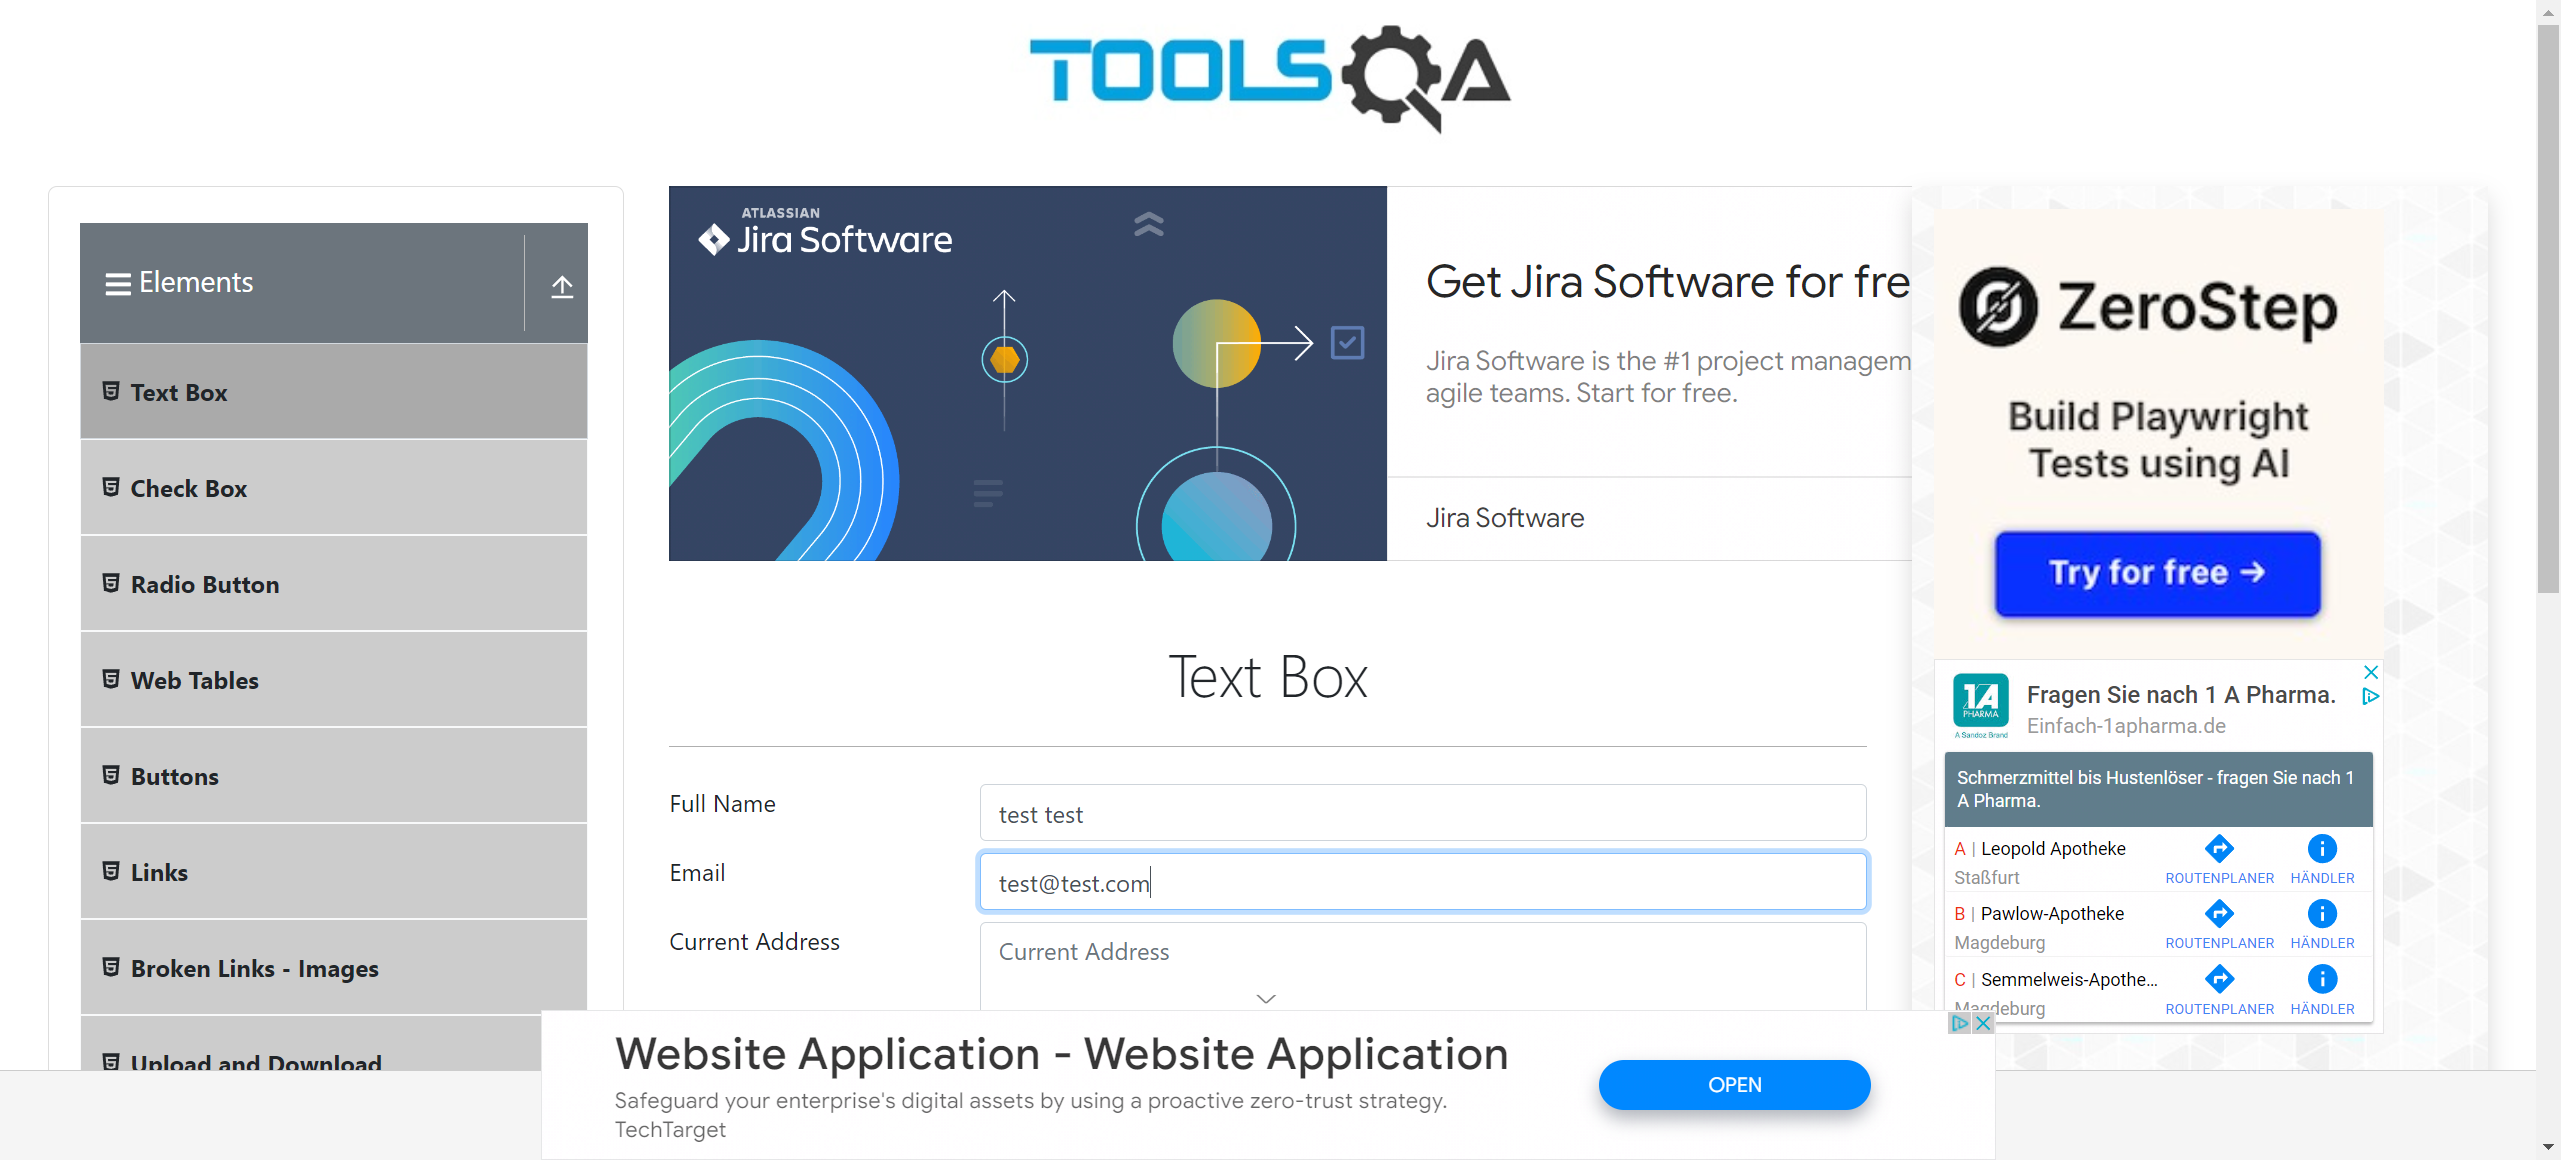 TOOLSQA
Elements
Text Box
Check Box
Radio Button
Web Tables
Buttons
Links
Broken Links - Images
Upload and Download
ATLASSIAN
Jira Software
Get Jira Software for fre
Jira Software is the #1 project managem
agile teams. Start for free.
Jira Software
Text Box
Full Name
test test
Email
test@test.com
Current Address
Current Address
ZeroStep
Build Playwright
Tests using AI
Try for free →
1A
PHARMA
A Sandoz Brand
Fragen Sie nach 1 A Pharma.
Einfach-1apharma.de
Schmerzmittel bis Hustenlöser - fragen Sie nach 1
A Pharma.
A | Leopold Apotheke
Staßfurt
ROUTENPLANER HÄNDLER
B | Pawlow-Apotheke
Magdeburg
ROUTENPLANER HÄNDLER
C | Semmelweis-Apothe...
Magdeburg
ROUTENPLANER HÄNDLER
Website Application - Website Application
Safeguard your enterprise's digital assets by using a proactive zero-trust strategy.
TechTarget
OPEN